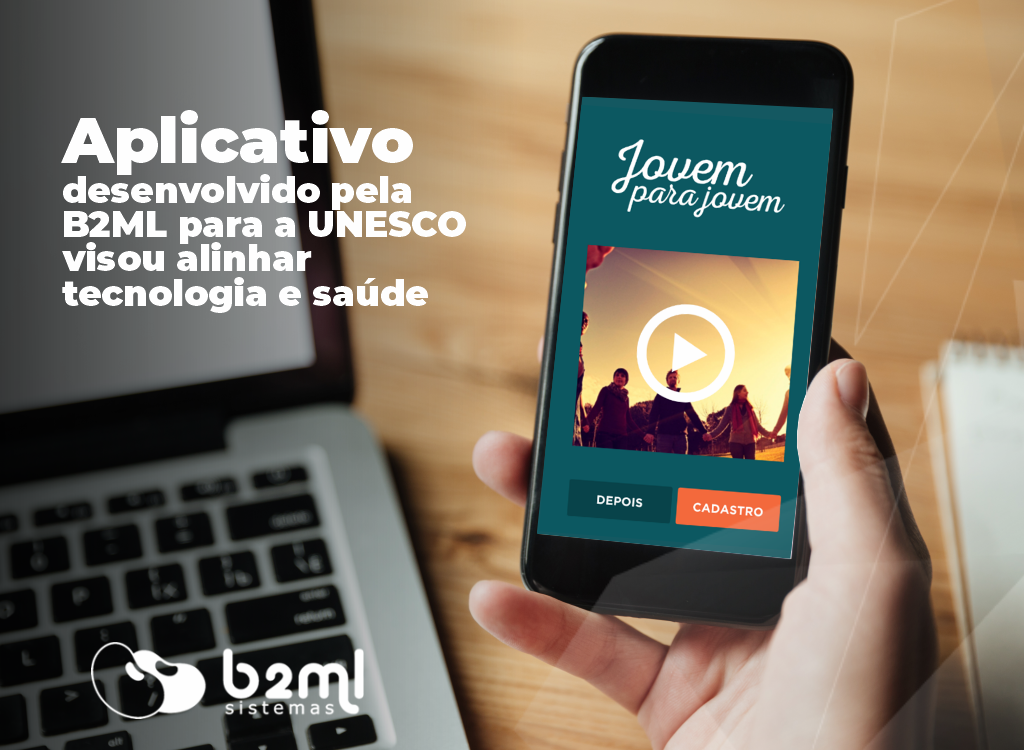 Aplicativo
desenvolvido pela
B2ML para a UNESCO
visou alinhar
tecnologia e saúde
Jovem
para jovem
DEPOIS
CADASTRO
b2ml
sistemas